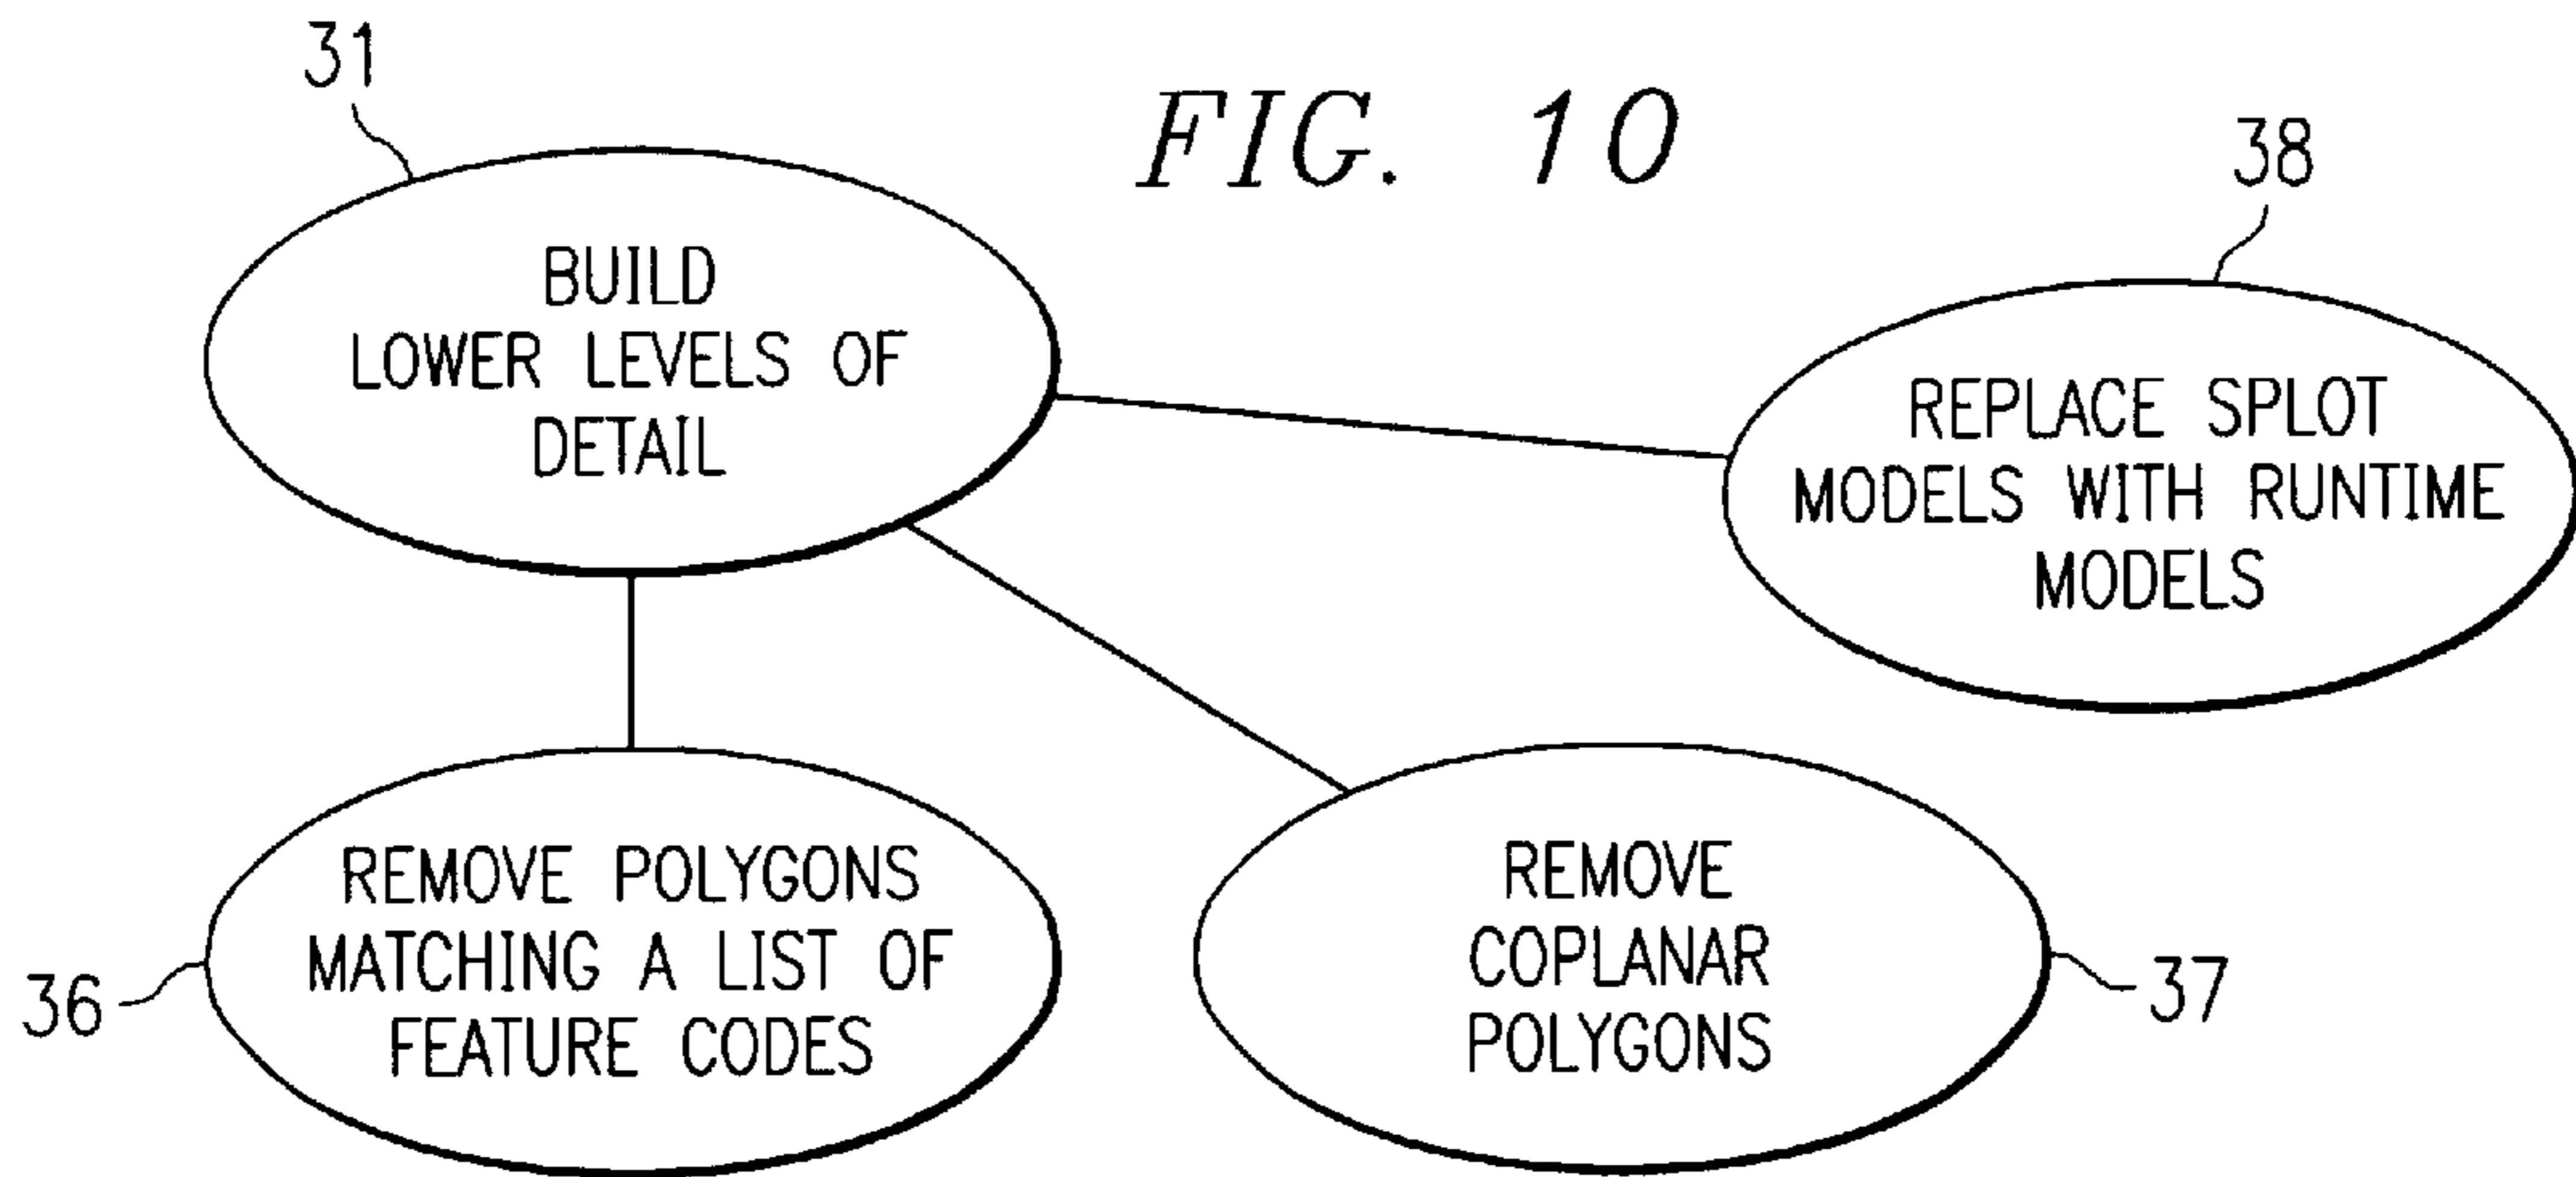 31
FIG. 10
38
BUILD
LOWER LEVELS OF
DETAIL
REPLACE SPLOT
MODELS WITH RUNTIME
MODELS
REMOVE POLYGONS
MATCHING A LIST OF
FEATURE CODES
36
REMOVE
COPLANAR
POLYGONS
37